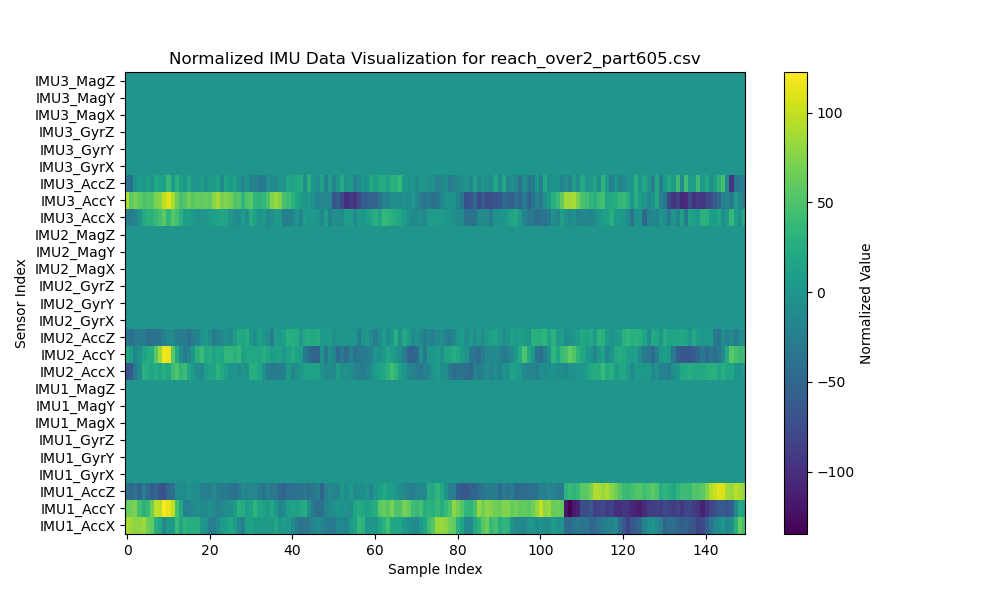 Normalized IMU Data Visualization for reach_over2_part605.csv
IMU3_MagZ
IMU3_MagY
IMU3_MagX
IMU3_GyrZ
IMU3_GyrY
IMU3_GyrX
IMU3_AccZ
IMU3_AccY
IMU3_AccX
IMU2_MagZ
IMU2_MagY
IMU2_MagX
IMU2_GyrZ
IMU2_GyrY
IMU2_GyrX
IMU2_AccZ
IMU2_AccY
IMU2_AccX
IMU1_MagZ
IMU1_MagY
IMU1_MagX
IMU1_GyrZ
IMU1_GyrY
IMU1_GyrX
IMU1_AccZ
IMU1_AccY
IMU1_AccX
Sensor Index
0 20 40 60 80 100 120 140
Sample Index
100
50
0
−50
−100
Normalized Value